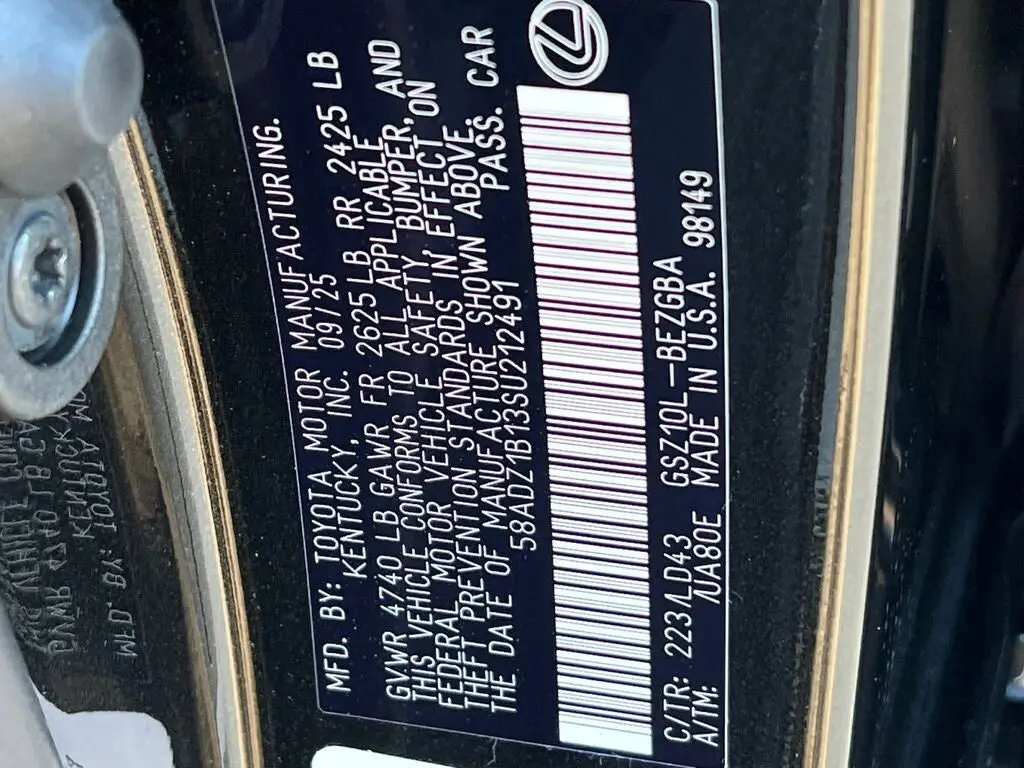 MFD. BY: TOYOTA MOTOR MANUFACTURING.
KENTUCKY, INC. 09/25
GVWR 4740 LB GAWR FR 2625 LB RR 2425 LB
THIS VEHICLE CONFORMS TO ALL APPLICABLE
FEDERAL MOTOR VEHICLE SAFETY, BUMPER, AND
THEFT PREVENTION STANDARDS IN EFFECT ON
THE DATE OF MANUFACTURE SHOWN ABOVE.
58ADZ1B13SU212491 PASS. CAR
C/TR: 223/LD43 GSZ10L-BEZGBA
A/TM: /UA80E MADE IN U.S.A. 98149